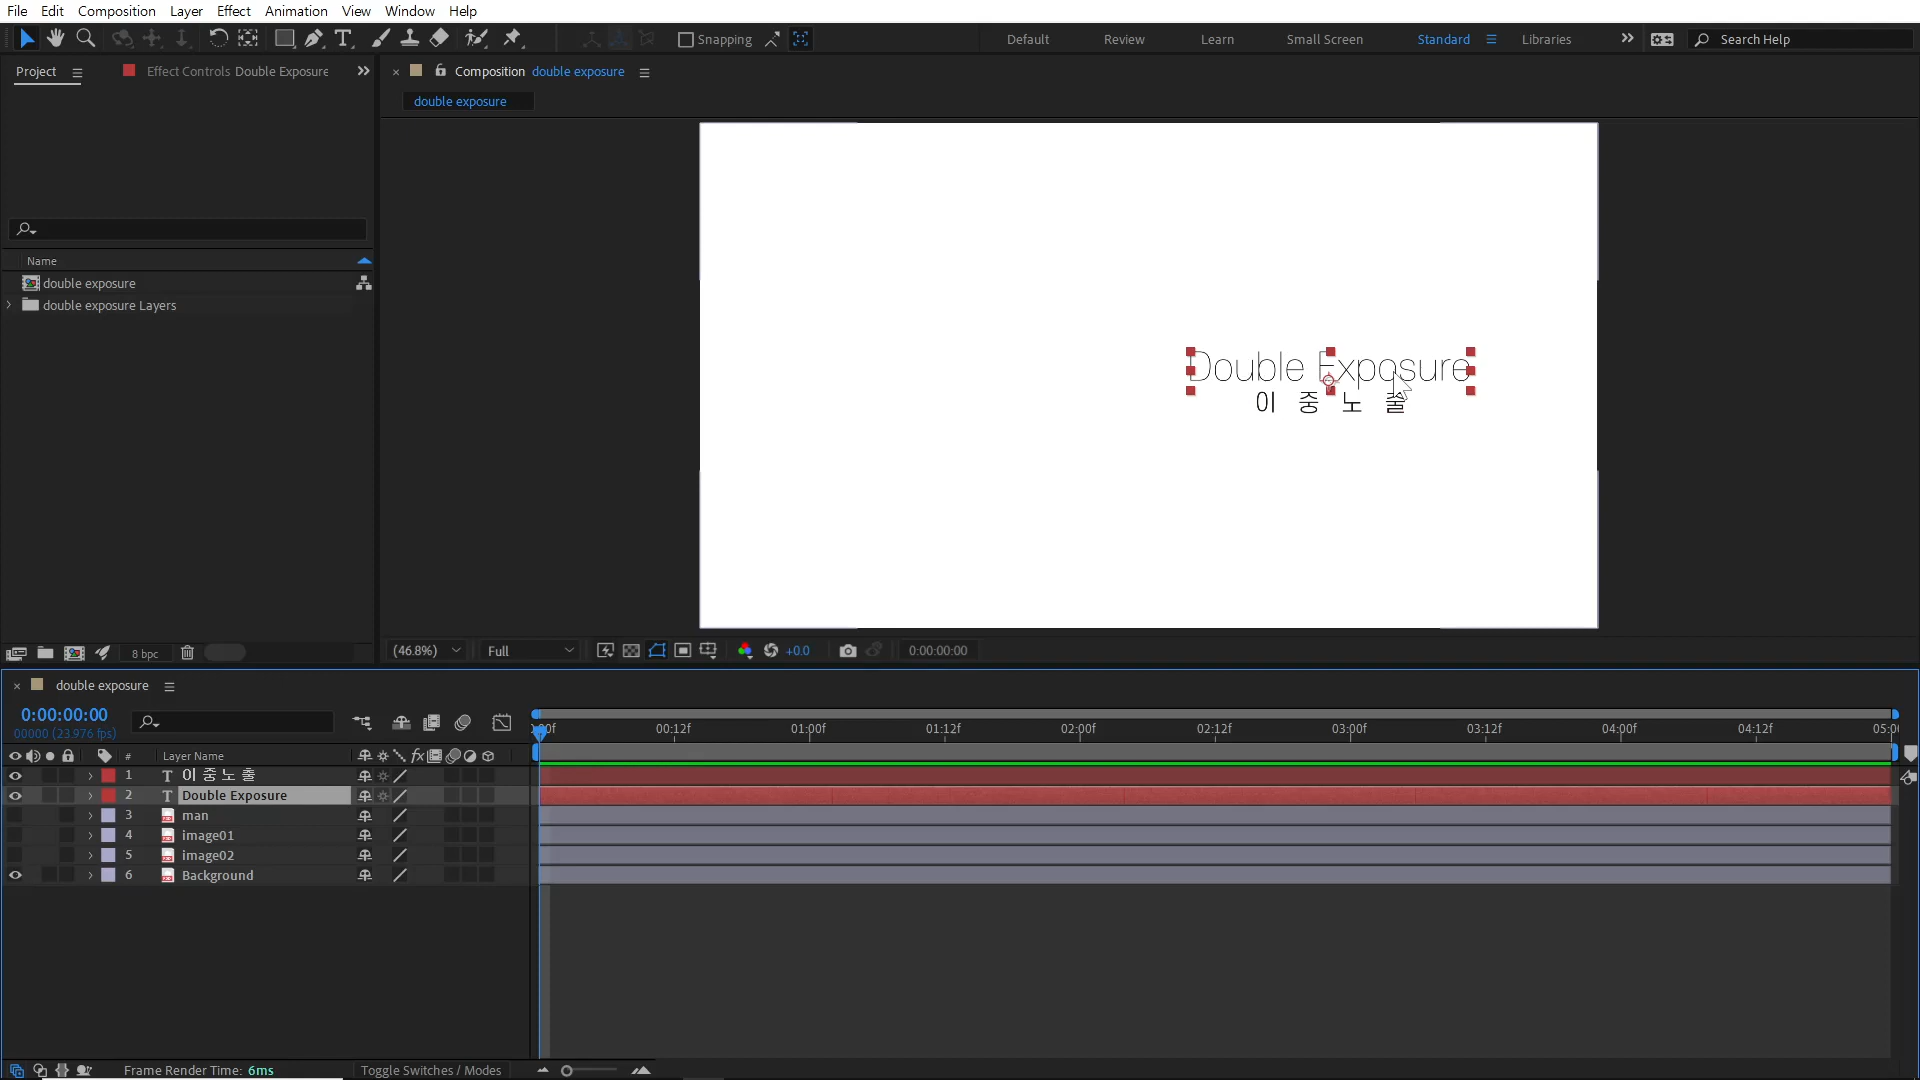 File Edit Composition Layer Effect Animation View Window Help
Snapping Default Review Learn Small Screen Standard Libraries Search Help
Project Effect Controls Double Exposure
Composition double exposure
double exposure
Name
double exposure
double exposure Layers
Double Exposure
이 중 노 출
8 bpc (46.8%) Full +0.0 0:00:00:00
double exposure
0:00:00:00
00000 (23.976 fps)
00f 00:12f 01:00f 01:12f 02:00f 02:12f 03:00f 03:12f 04:00f 04:12f 05:00
# Layer Name
1 T 이 중 노 출
2 T Double Exposure
3 man
4 image01
5 image02
6 Background
Frame Render Time: 6ms Toggle Switches / Modes